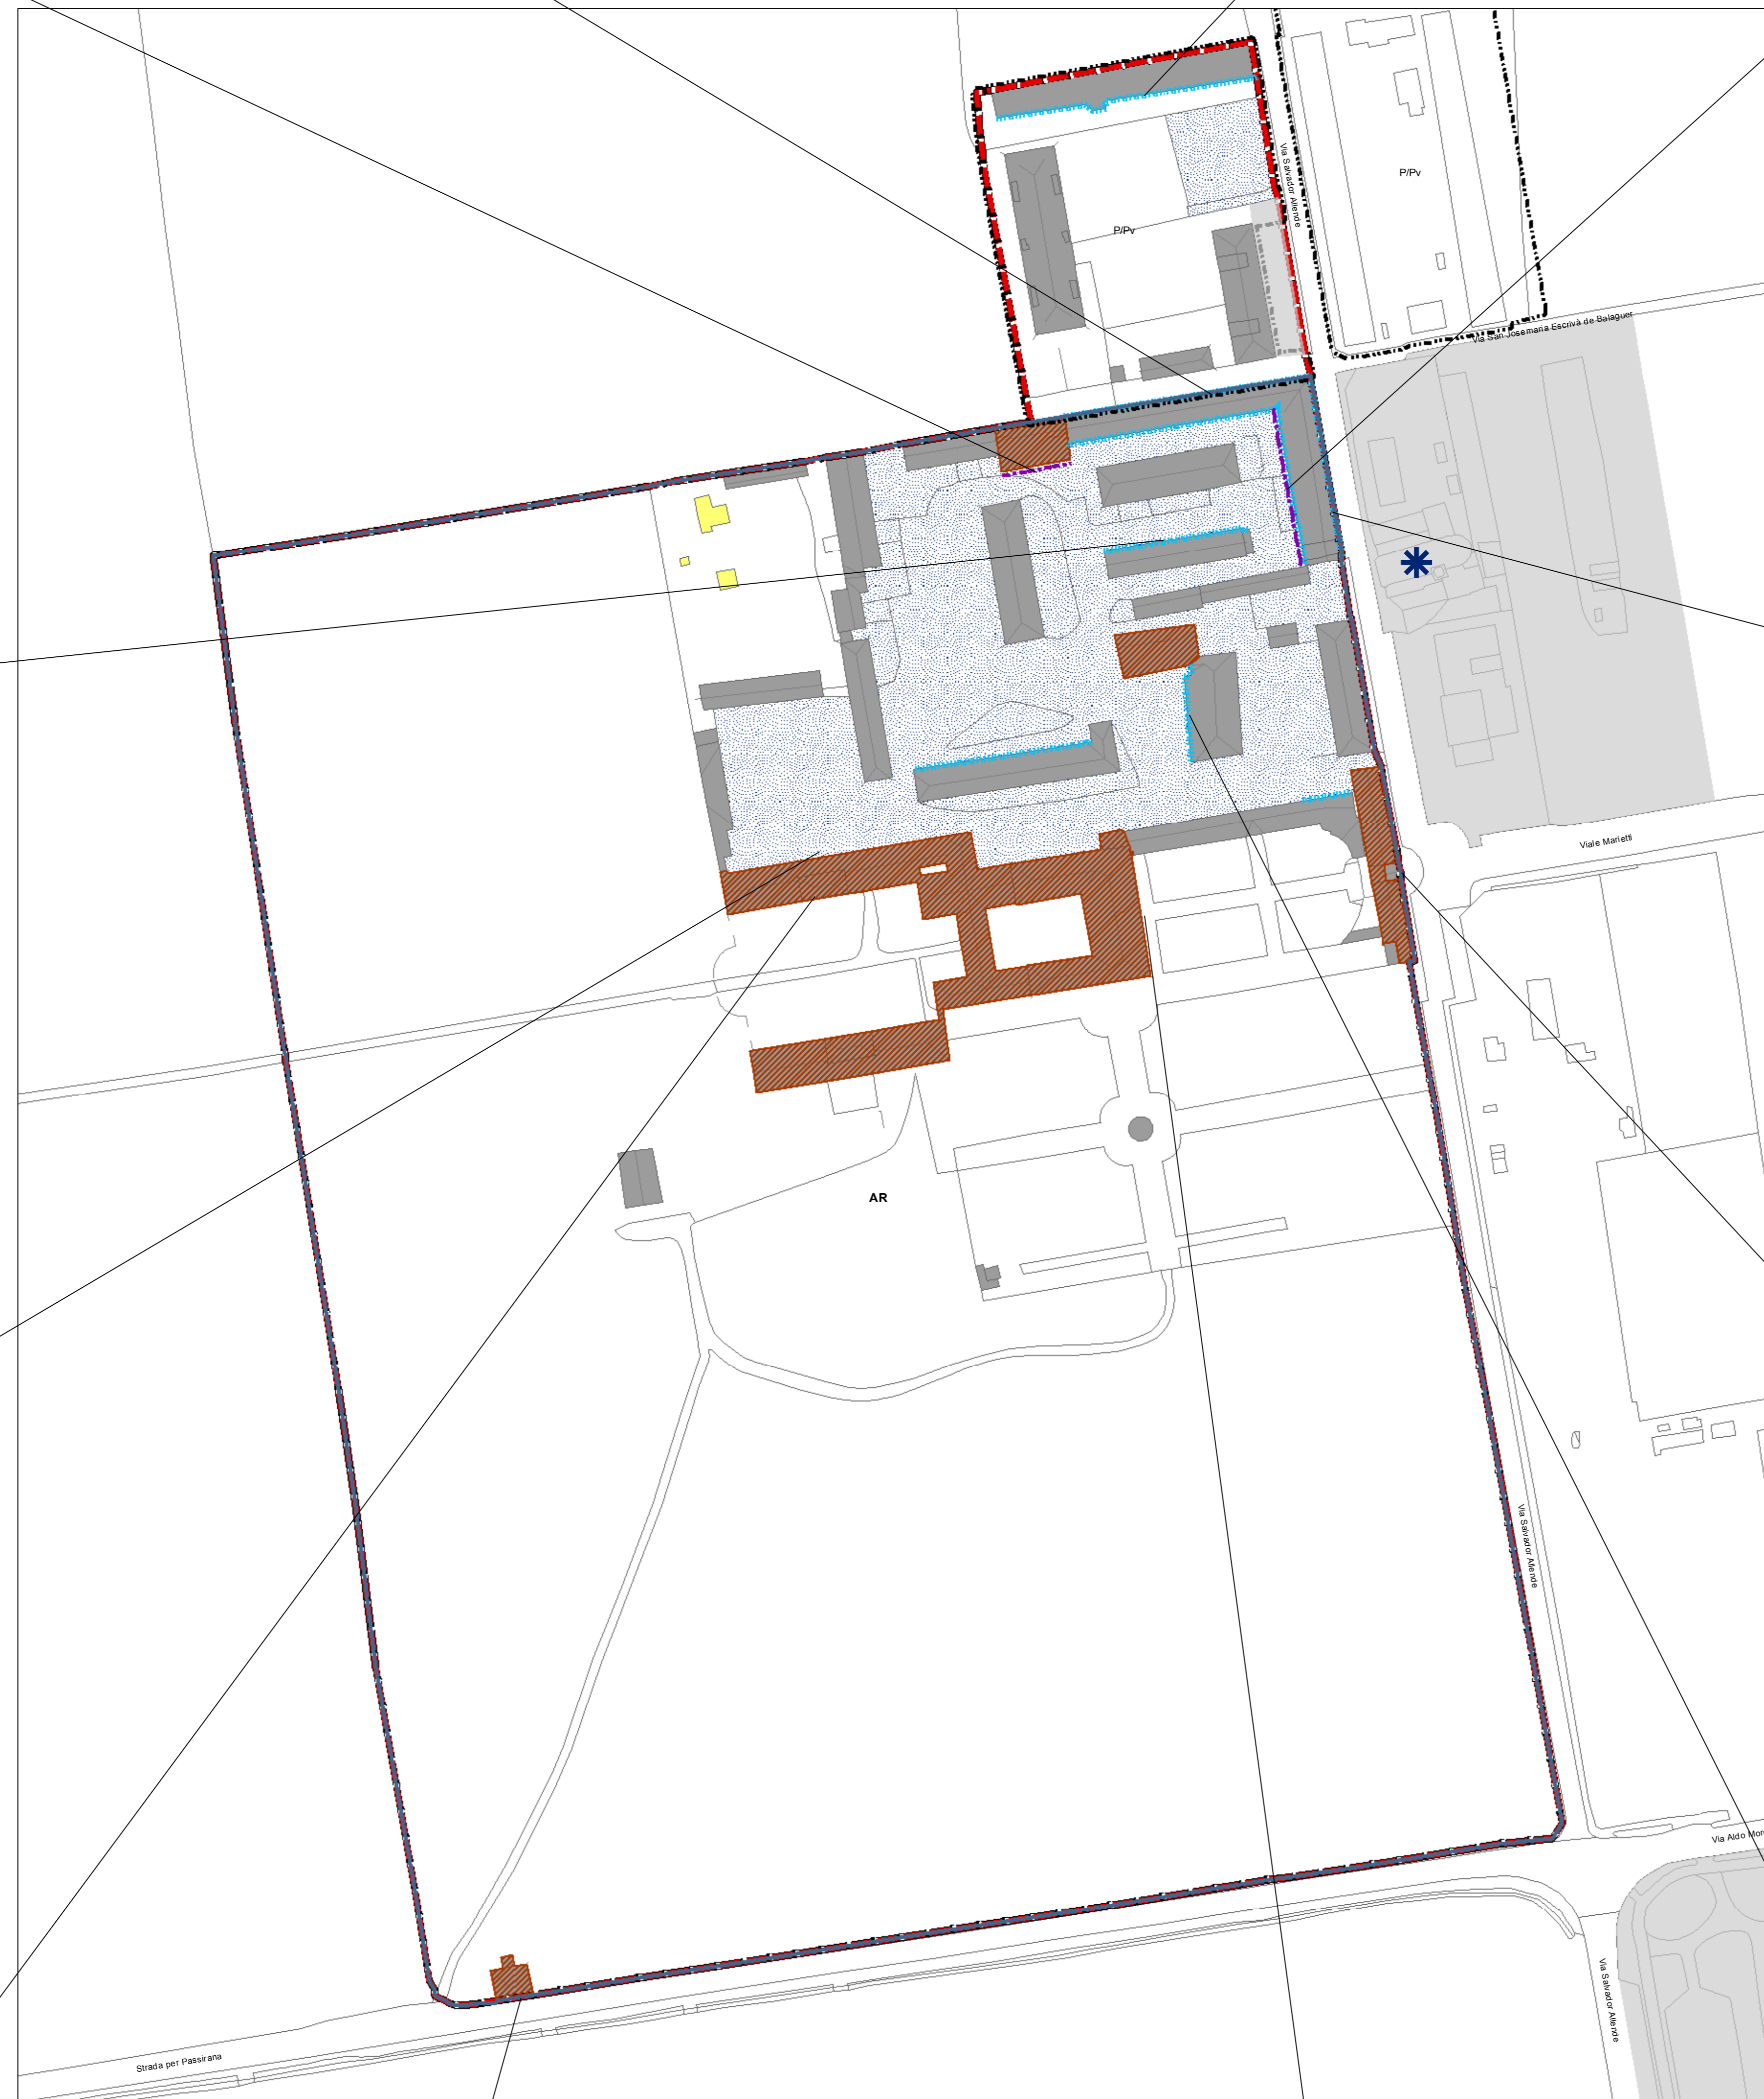 P/Pv
Via Salvador Allende
P/Pv
Via San Josemaria Escrivà de Balaguer
Viale Marietti
AR
Via Salvador Allende
Via Aldo Mor
Via Salvador Allende
Strada per Passirana